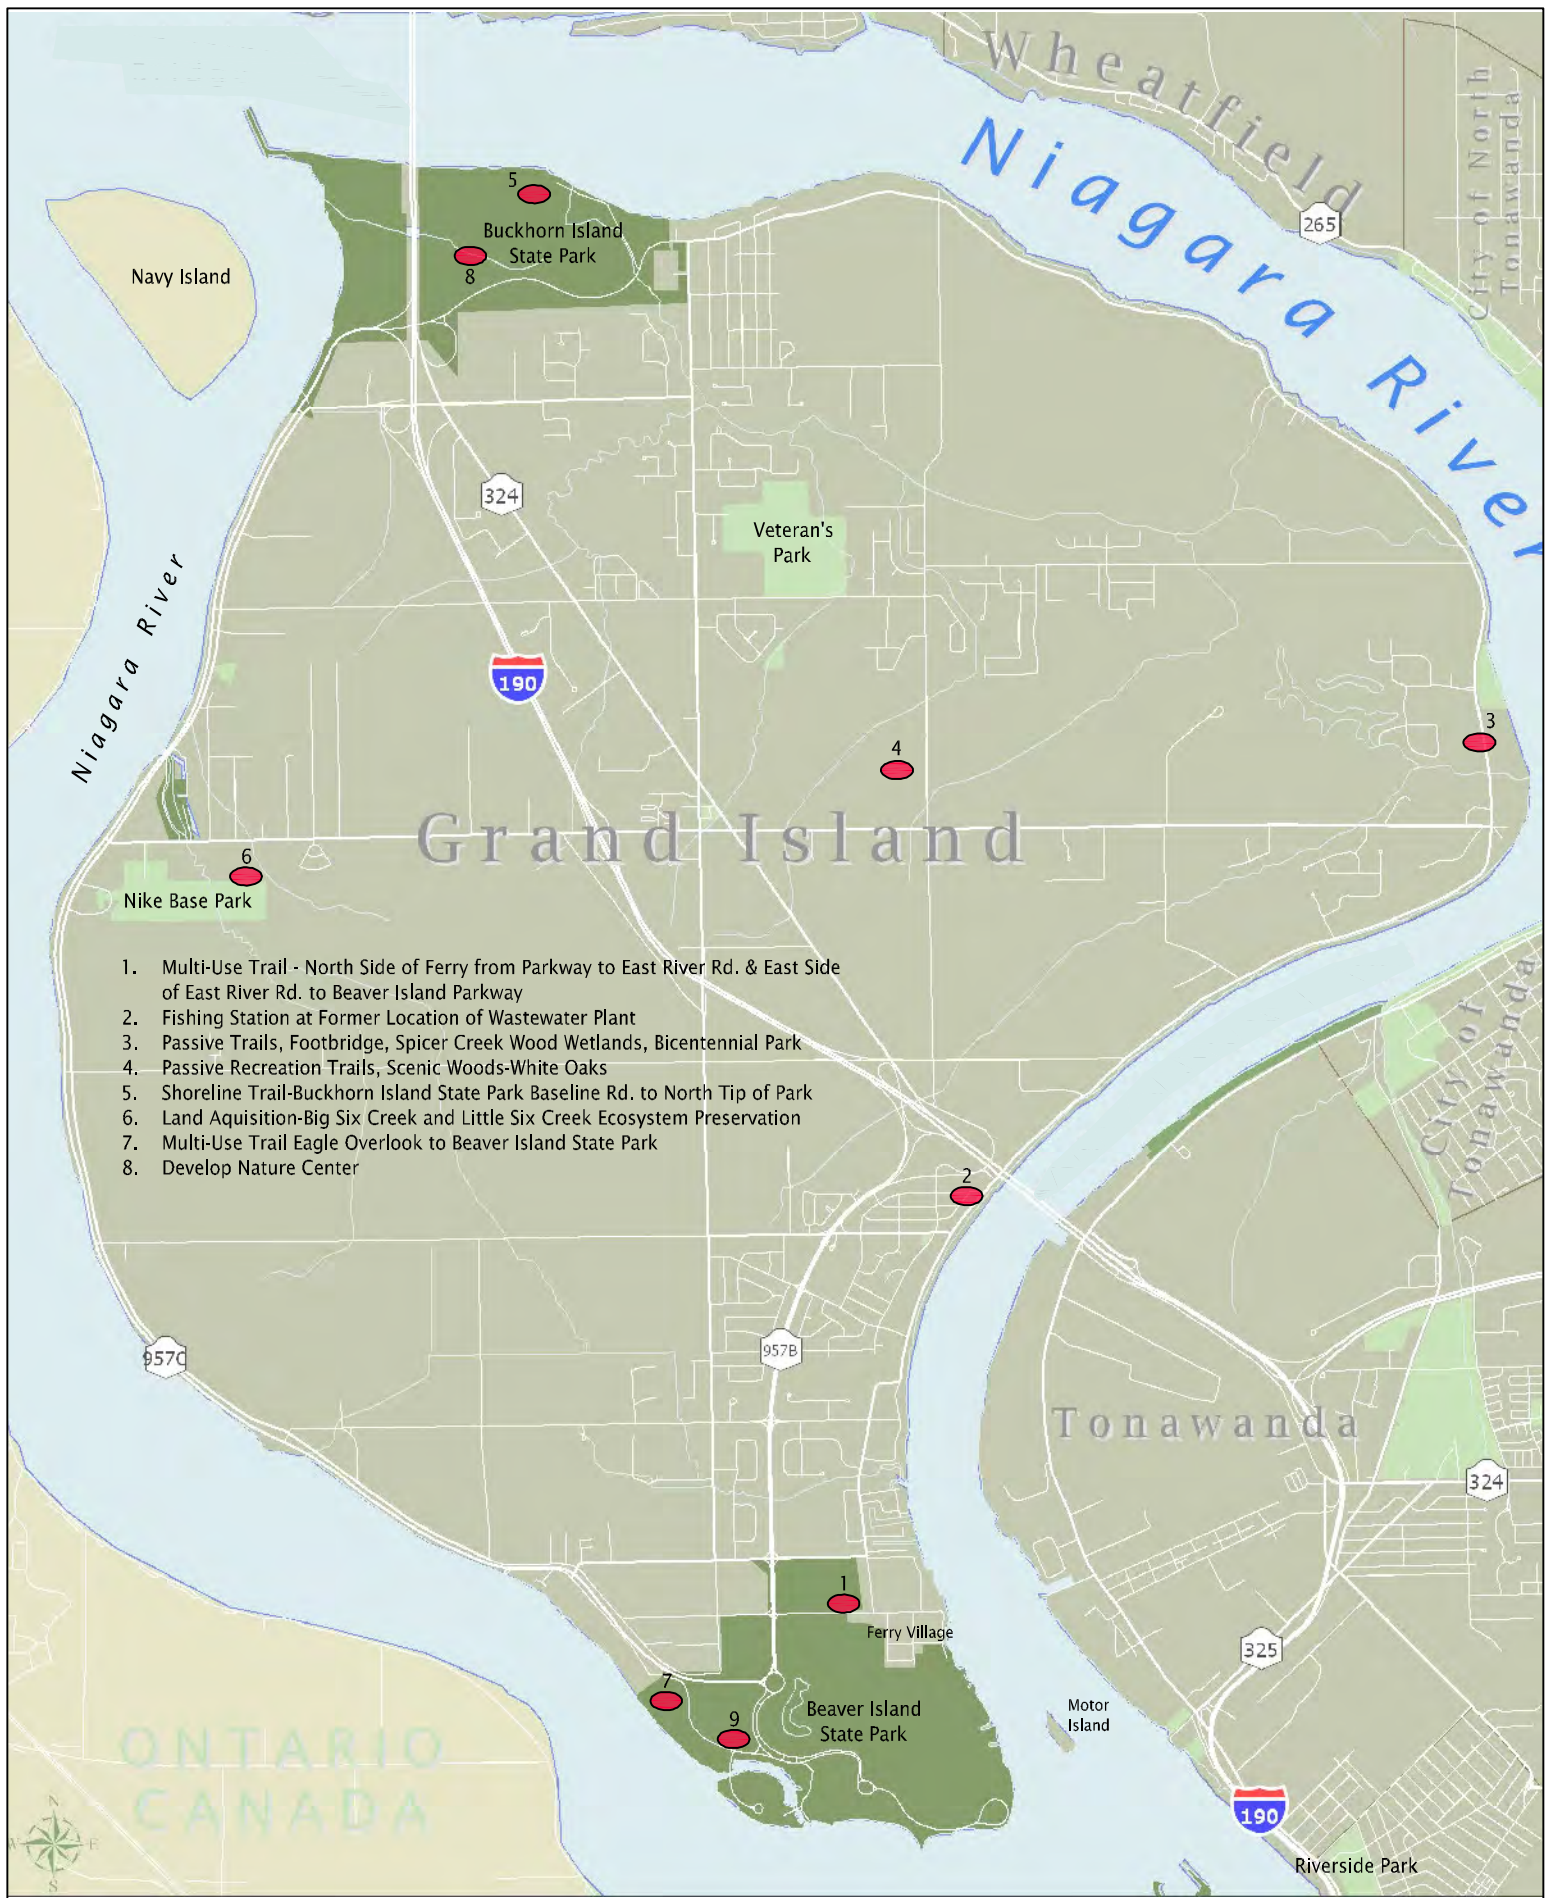 Wheatfield
City of North
Tonawanda
Niagara River
265
5
Buckhorn Island
State Park
8
Navy Island
324
Veteran's
Park
Niagara River
190
3
4
Grand Island
6
Nike Base Park
1. Multi-Use Trail - North Side of Ferry from Parkway to East River Rd. & East Side
of East River Rd. to Beaver Island Parkway
2. Fishing Station at Former Location of Wastewater Plant
3. Passive Trails, Footbridge, Spicer Creek Wood Wetlands, Bicentennial Park
4. Passive Recreation Trails, Scenic Woods-White Oaks
5. Shoreline Trail-Buckhorn Island State Park Baseline Rd. to North Tip of Park
6. Land Aquisition-Big Six Creek and Little Six Creek Ecosystem Preservation
7. Multi-Use Trail Eagle Overlook to Beaver Island State Park
8. Develop Nature Center
City of
Tonawanda
2
957C
957B
Tonawanda
324
1
Ferry Village
325
7
9
Beaver Island
State Park
Motor
Island
ONTARIO
CANADA
190
N
W E
S
Riverside Park